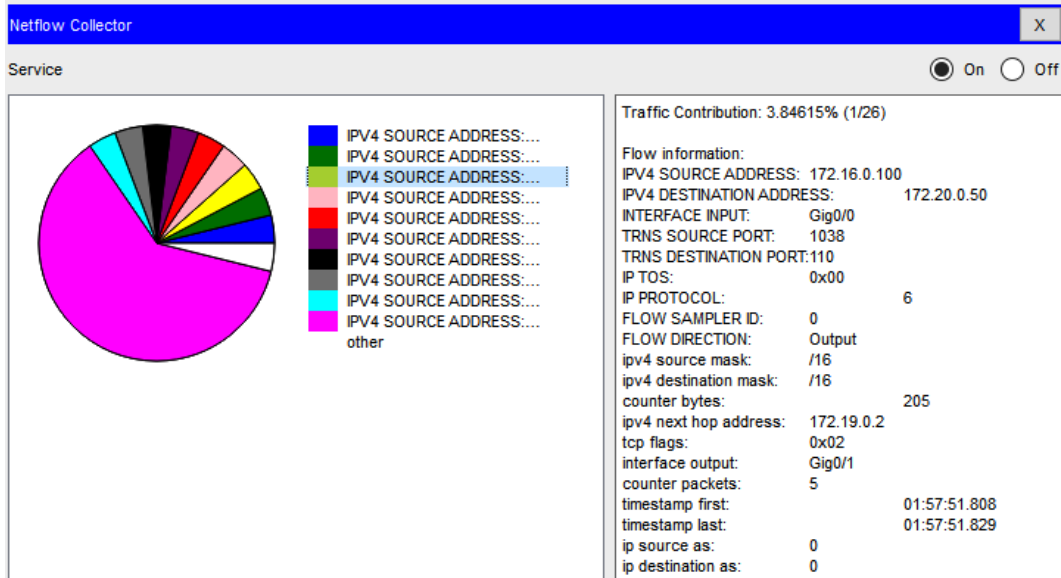 Netflow Collector
X
Service
On
Off
IPV4 SOURCE ADDRESS:...
IPV4 SOURCE ADDRESS:...
IPV4 SOURCE ADDRESS:...
IPV4 SOURCE ADDRESS:...
IPV4 SOURCE ADDRESS:...
IPV4 SOURCE ADDRESS:...
IPV4 SOURCE ADDRESS:...
IPV4 SOURCE ADDRESS:...
IPV4 SOURCE ADDRESS:...
IPV4 SOURCE ADDRESS:...
other
Traffic Contribution: 3.84615% (1/26)
Flow information:
IPV4 SOURCE ADDRESS: 172.16.0.100
IPV4 DESTINATION ADDRESS: 172.20.0.50
INTERFACE INPUT: Gig0/0
TRNS SOURCE PORT: 1038
TRNS DESTINATION PORT:110
IP TOS: 0x00
IP PROTOCOL: 6
FLOW SAMPLER ID: 0
FLOW DIRECTION: Output
ipv4 source mask: /16
ipv4 destination mask: /16
counter bytes: 205
ipv4 next hop address: 172.19.0.2
tcp flags: 0x02
interface output: Gig0/1
counter packets: 5
timestamp first: 01:57:51.808
timestamp last: 01:57:51.829
ip source as: 0
ip destination as: 0